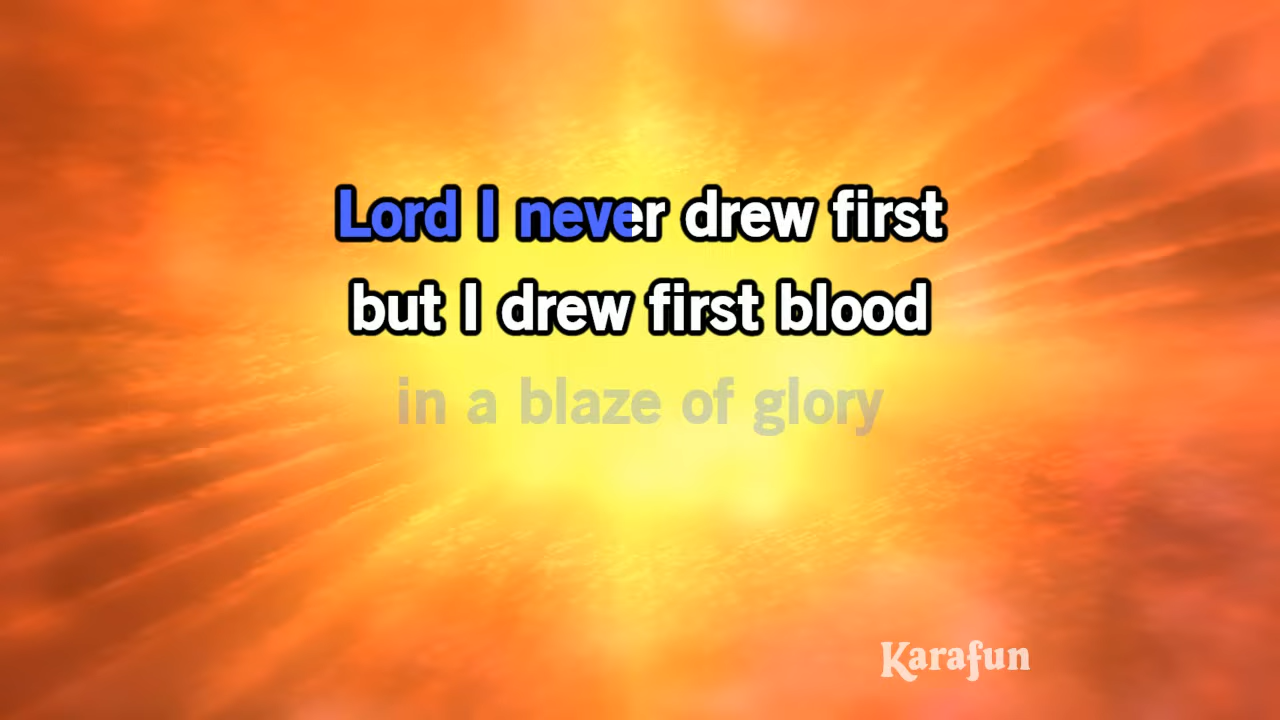 Lord I never drew first
but I drew first blood
in a blaze of glory
Karafun